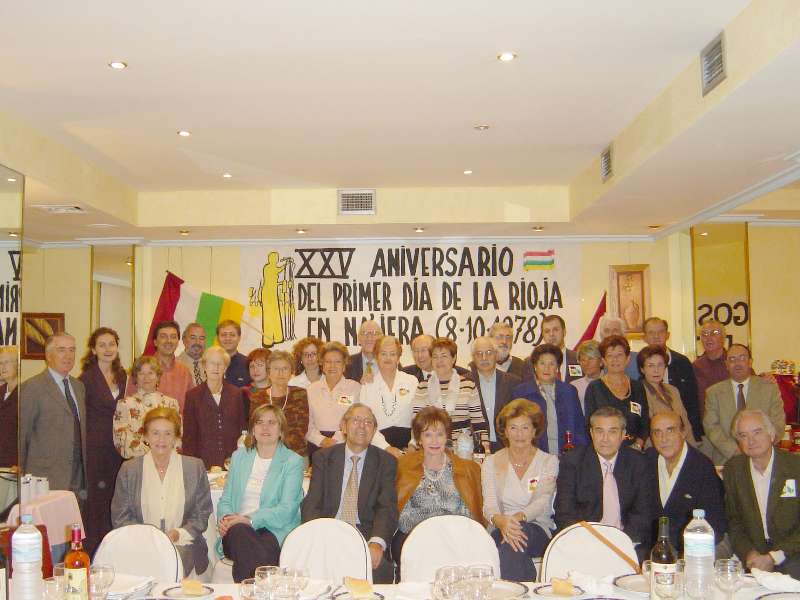 XXV ANIVERSARIO
DEL PRIMER DÍA DE LA RIOJA
EN NÁJERA (8-10-1978)